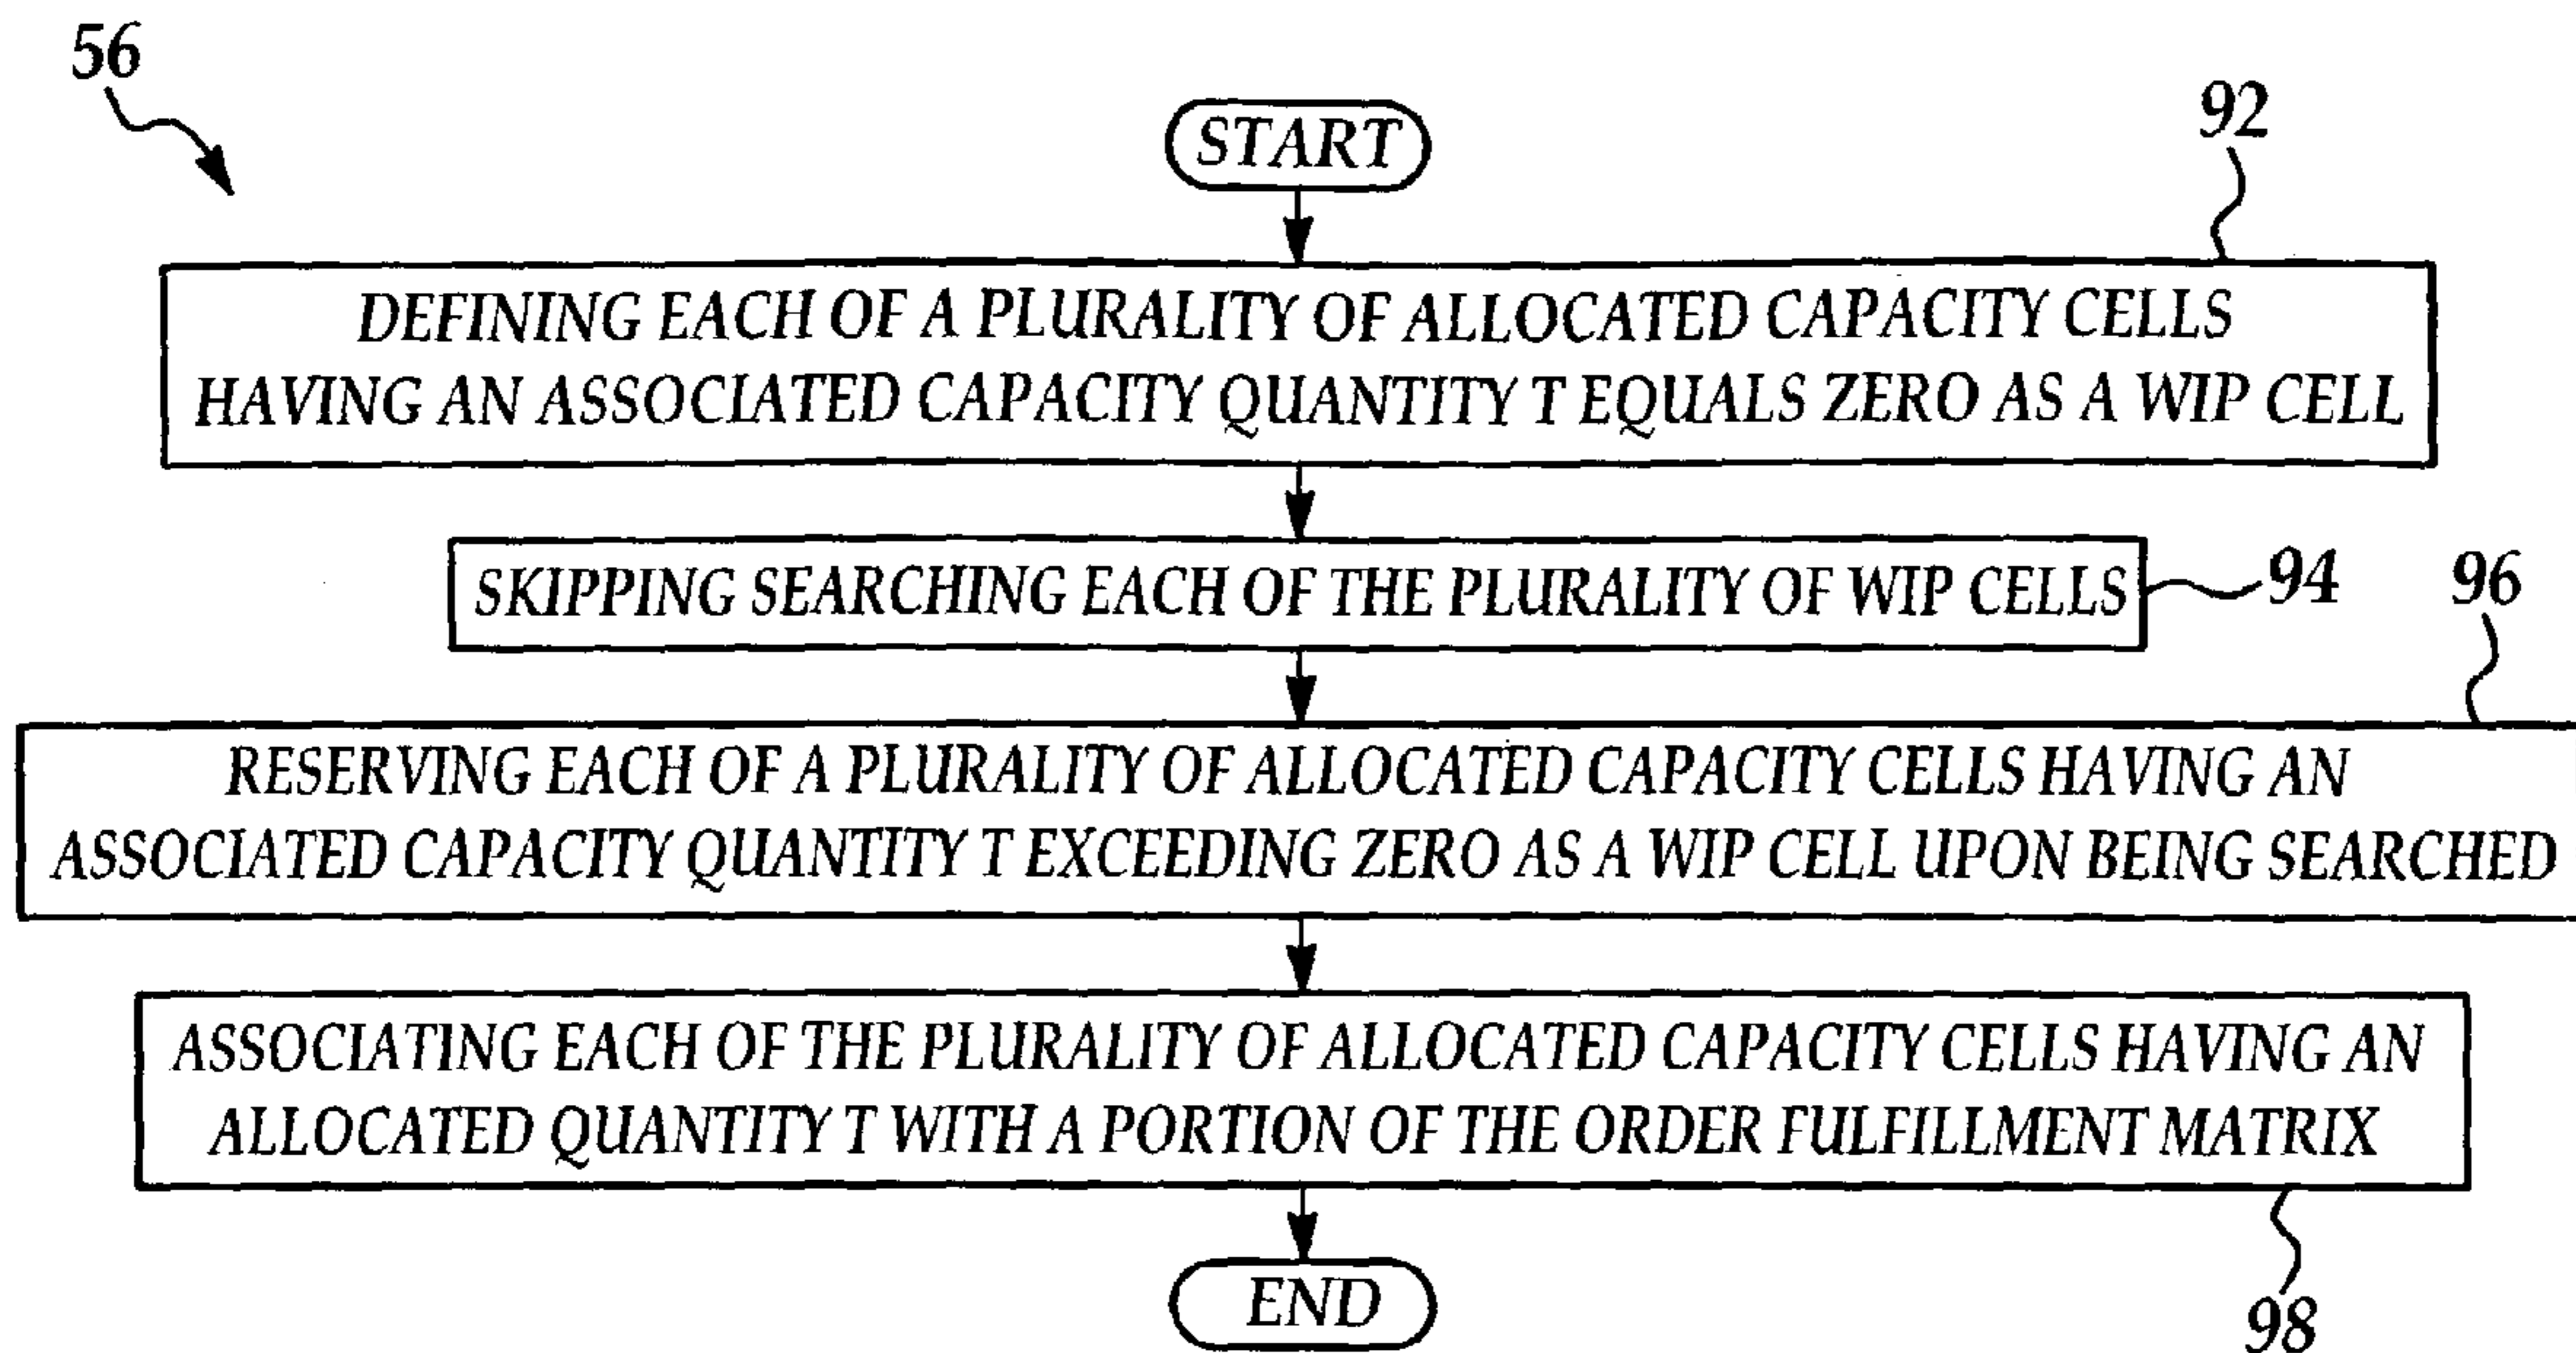 56
START
92
DEFINING EACH OF A PLURALITY OF ALLOCATED CAPACITY CELLS
HAVING AN ASSOCIATED CAPACITY QUANTITY T EQUALS ZERO AS A WIP CELL
SKIPPING SEARCHING EACH OF THE PLURALITY OF WIP CELLS
94
96
RESERVING EACH OF A PLURALITY OF ALLOCATED CAPACITY CELLS HAVING AN
ASSOCIATED CAPACITY QUANTITY T EXCEEDING ZERO AS A WIP CELL UPON BEING SEARCHED
ASSOCIATING EACH OF THE PLURALITY OF ALLOCATED CAPACITY CELLS HAVING AN
ALLOCATED QUANTITY T WITH A PORTION OF THE ORDER FULFILLMENT MATRIX
END
98